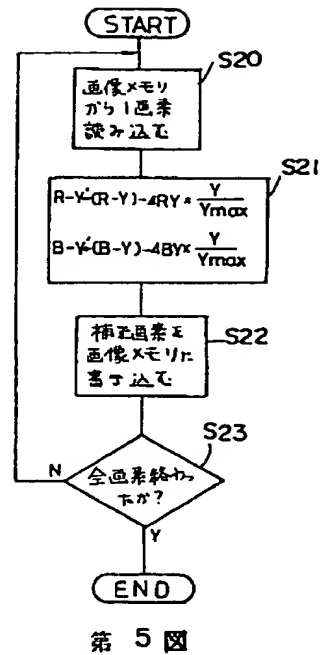 START
S20
画像メモリ
から1画素
読み込む
S21
R-Y'=(R-Y)-ΔRY×Y/Ymax
B-Y'=(B-Y)-ΔBY×Y/Ymax
補正画素を
画像メモリに
書き込む
S22
S23
全画素終わっ
たか?
N
Y
END
第5図